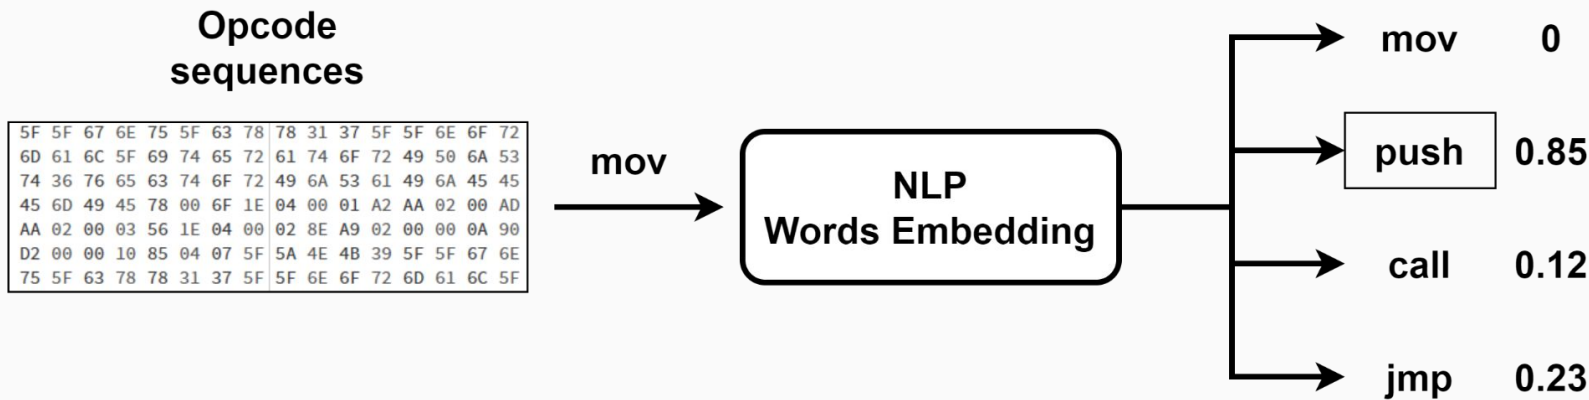 Opcode
sequences
5F 5F 67 6E 75 5F 63 78 78 31 37 5F 5F 6E 6F 72
6D 61 6C 5F 69 74 65 72 61 74 6F 72 49 50 6A 53
74 36 76 65 63 74 6F 72 49 6A 53 61 49 6A 45 45
45 6D 49 45 78 00 6F 1E 04 00 01 A2 AA 02 00 AD
AA 02 00 03 56 1E 04 00 02 8E A9 02 00 00 0A 90
D2 00 00 10 85 04 07 5F 5A 4E 4B 39 5F 5F 67 6E
75 5F 63 78 78 31 37 5F 5F 6E 6F 72 6D 61 6C 5F
mov
NLP
Words Embedding
mov 0
push 0.85
call 0.12
jmp 0.23